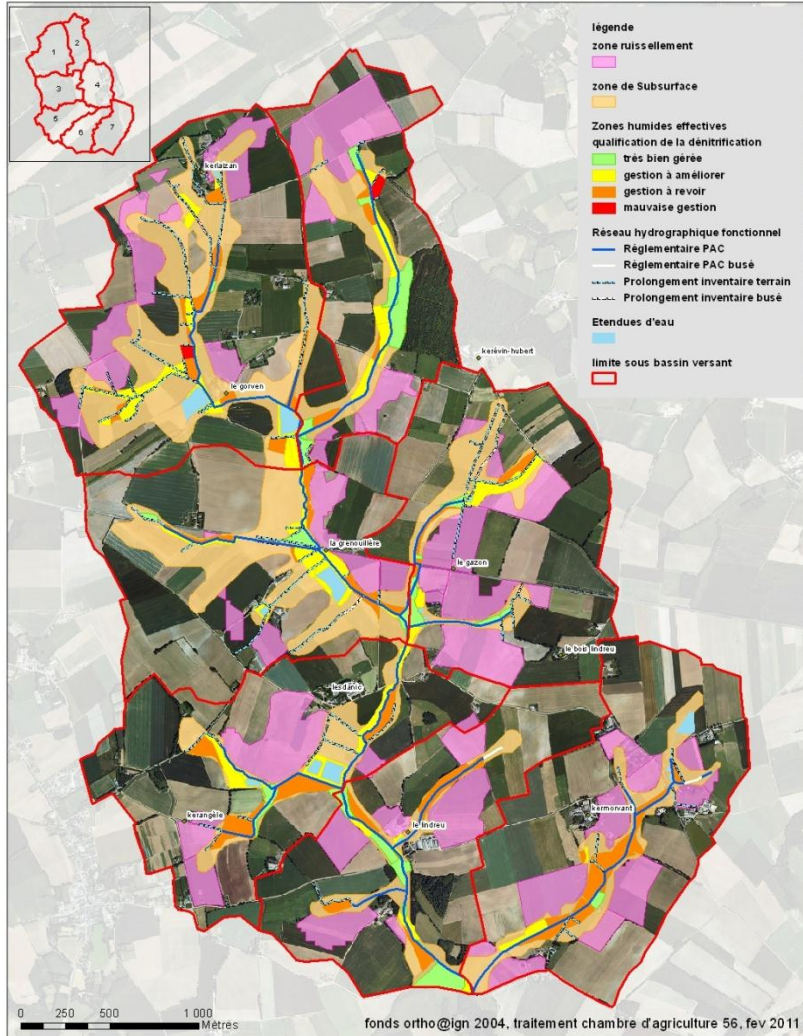 1
2
3
4
5
6
7
légende
zone ruissellement
zone de Subsurface
Zones humides effectives
qualification de la dénitrification
très bien gérée
gestion à améliorer
gestion à revoir
mauvaise gestion
Réseau hydrographique fonctionnel
Règlementaire PAC
Règlementaire PAC busé
Prolongement inventaire terrain
Prolongement inventaire busé
Etendues d'eau
limite sous bassin versant
kerlaizan
kerévin-hubert
le gorven
la grenouillère
le gazon
le bois lindreu
lesdanic
kermorvant
kerangèle
le lindreu
0 250 500 1 000
Mètres
fonds ortho@ign 2004, traitement chambre d'agriculture 56, fev 2011